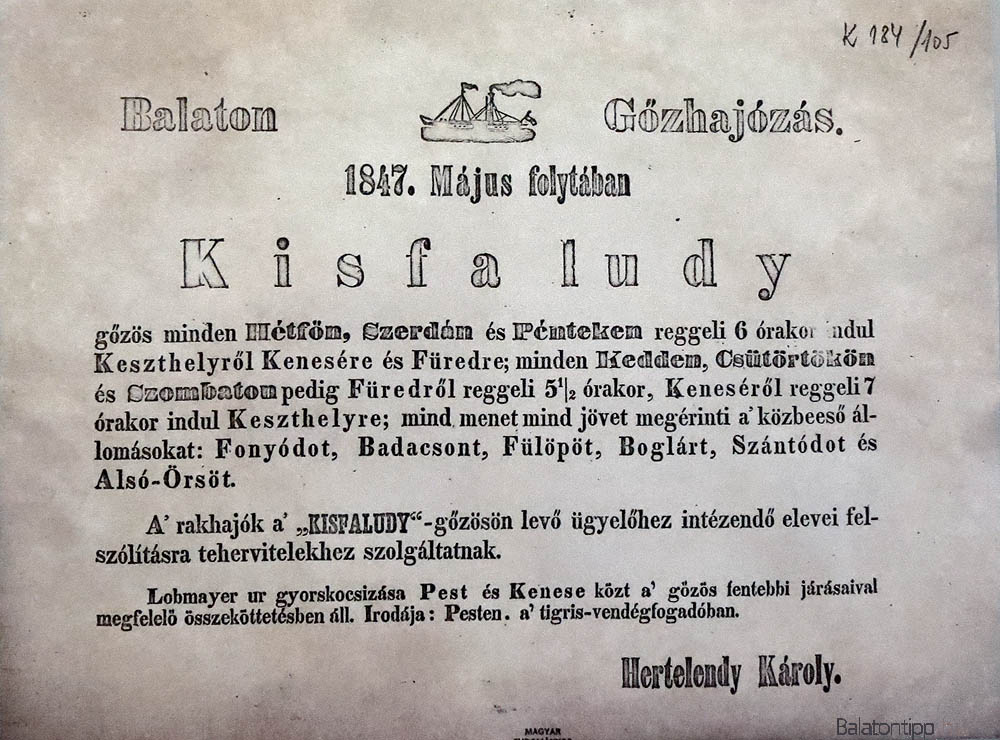 K 184/105
Balaton Gőzhajózás.
1847. Május folytában
Kisfaludy
gőzös minden Hétfőn, Szerdán és Pénteken reggeli 6 órakor indul
Keszthelyről Kenesére és Füredre; minden Kedden, Csütörtökön
és Szombaton pedig Füredről reggeli 5 1|2 órakor, Keneséről reggeli 7
órakor indul Keszthelyre; mind menet mind jövet megérinti a' közbeeső ál-
lomásokat: Fonyódot, Badacsont, Fülöpöt, Boglárt, Szántódot és
Alsó-Örsöt.
A' rakhajók a' „KISFALUDY“-gőzösön levő ügyelőhez intézendő elevei fel-
szólításra tehervitelekhez szolgáltatnak.
Lobmayer ur gyorskocsizása Pest és Kenese közt a' gőzös fentebbi járásaival
megfelelő összeköttetésben áll. Irodája: Pesten. a' tigris-vendégfogadóban.
Hertelendy Károly.
MAGYAR
Balatontipp